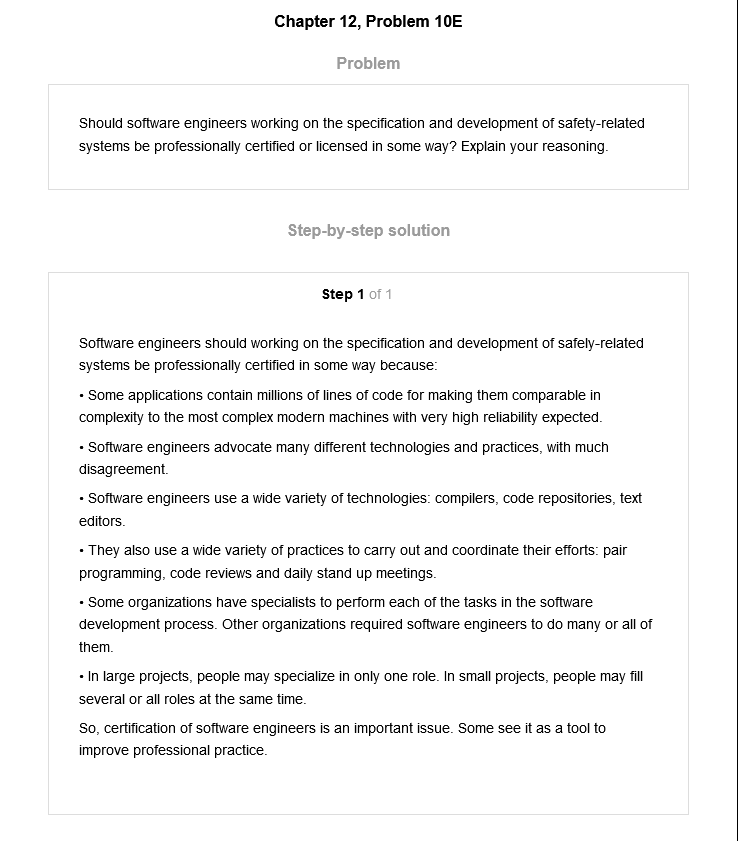 Chapter 12, Problem 10E
Problem
Should software engineers working on the specification and development of safety-related
systems be professionally certified or licensed in some way? Explain your reasoning.
Step-by-step solution
Step 1 of 1
Software engineers should working on the specification and development of safely-related
systems be professionally certified in some way because:
• Some applications contain millions of lines of code for making them comparable in
complexity to the most complex modern machines with very high reliability expected.
• Software engineers advocate many different technologies and practices, with much
disagreement.
• Software engineers use a wide variety of technologies: compilers, code repositories, text
editors.
• They also use a wide variety of practices to carry out and coordinate their efforts: pair
programming, code reviews and daily stand up meetings.
• Some organizations have specialists to perform each of the tasks in the software
development process. Other organizations required software engineers to do many or all of
them.
• In large projects, people may specialize in only one role. In small projects, people may fill
several or all roles at the same time.
So, certification of software engineers is an important issue. Some see it as a tool to
improve professional practice.